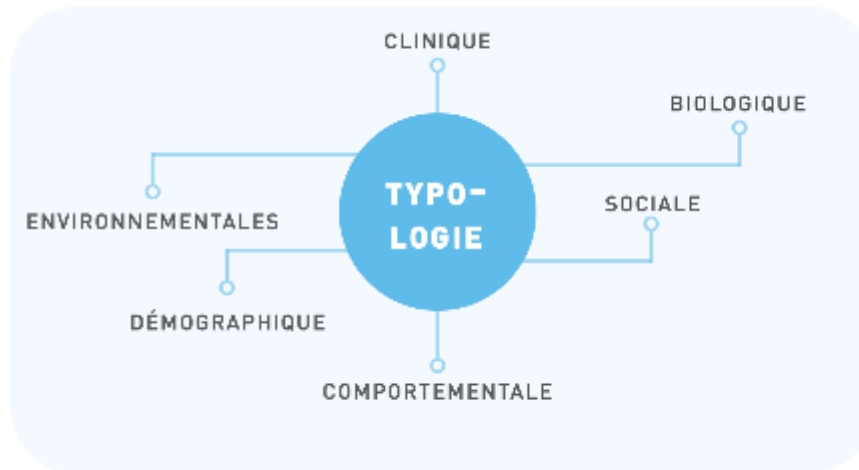 CLINIQUE
BIOLOGIQUE
TYPO-
LOGIE
SOCIALE
ENVIRONNEMENTALES
DÉMOGRAPHIQUE
COMPORTEMENTALE